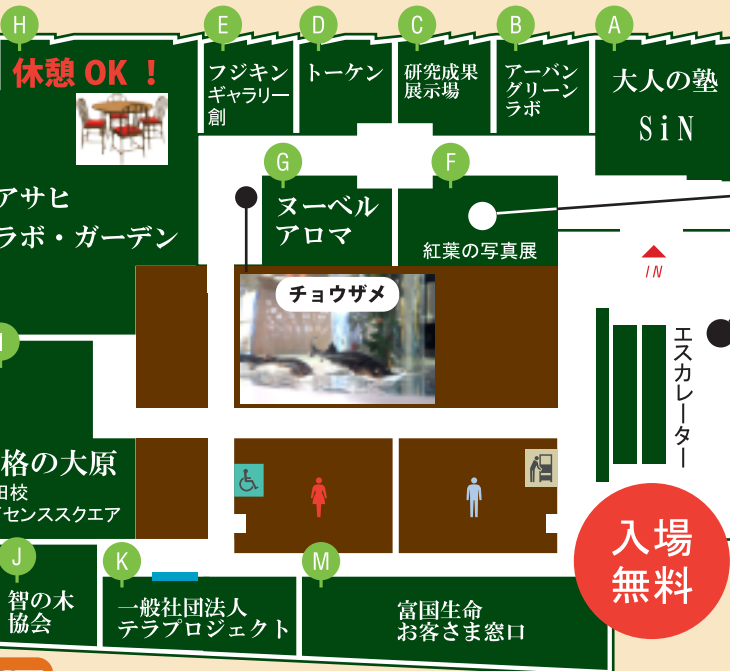 H
E
D
C
B
A
休憩 OK ！
フジキン
ギャラリー
創
トーケン
研究成果
展示場
アーバン
グリーン
ラボ
大人の塾
SiN
G
F
アサヒ
ラボ・ガーデン
ヌーベル
アロマ
紅葉の写真展
IN
チョウザメ
エスカレーター
格の大原
田校
センススクエア
入場
無料
J
K
M
智の木
協会
一般社団法人
テラプロジェクト
富国生命
お客さま窓口